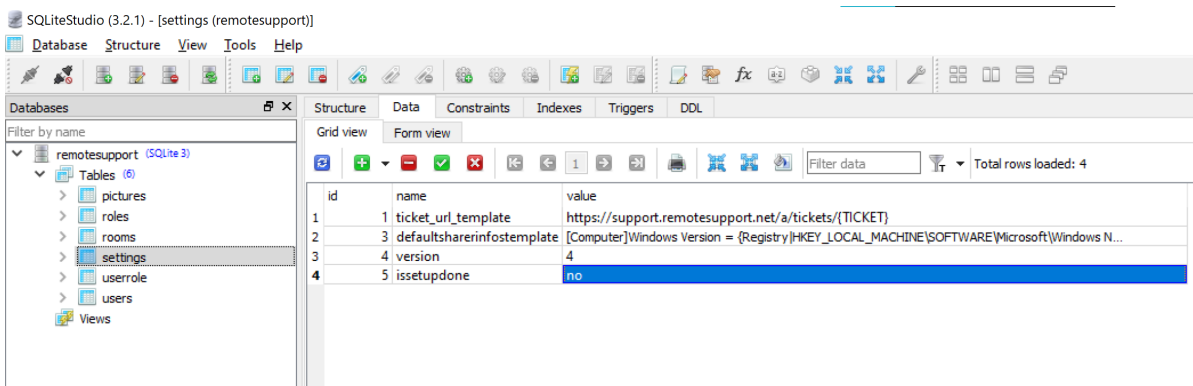 SQLiteStudio (3.2.1) - [settings (remotesupport)]
Database Structure View Tools Help
Databases
Filter by name
remotesupport (SQLite 3)
Tables (6)
pictures
roles
rooms
settings
userrole
users
Views
Structure Data Constraints Indexes Triggers DDL
Grid view Form view
1 Filter data Total rows loaded: 4
id name value
1 1 ticket_url_template https://support.remotesupport.net/a/tickets/{TICKET}
2 3 defaultsharerinfostemplate [Computer]Windows Version = {Registry|HKEY_LOCAL_MACHINE\SOFTWARE\Microsoft\Windows N...
3 4 version 4
4 5 issetupdone no